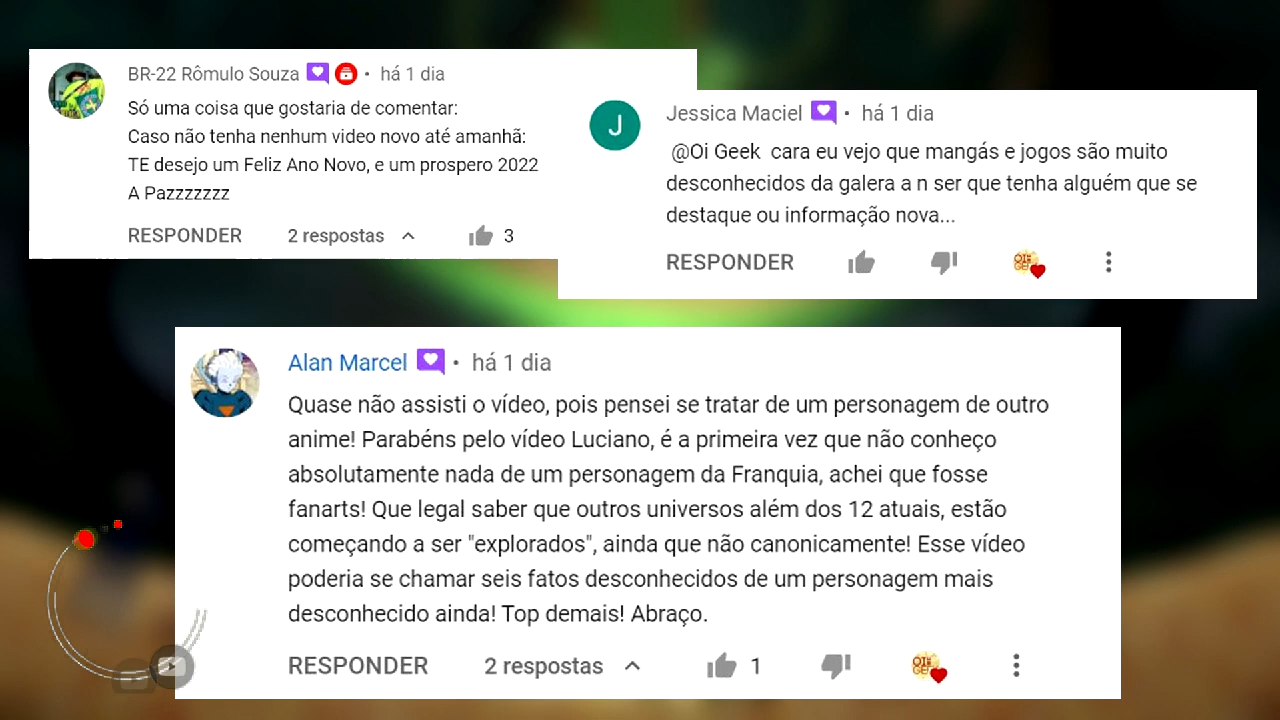 BR-22 Rômulo Souza • há 1 dia
Só uma coisa que gostaria de comentar:
Caso não tenha nenhum video novo até amanhã:
TE desejo um Feliz Ano Novo, e um prospero 2022
A Pazzzzzzz
RESPONDER 2 respostas 3
J
Jessica Maciel • há 1 dia
@Oi Geek cara eu vejo que mangás e jogos são muito
desconhecidos da galera a n ser que tenha alguém que se
destaque ou informação nova...
RESPONDER
Alan Marcel • há 1 dia
Quase não assisti o vídeo, pois pensei se tratar de um personagem de outro
anime! Parabéns pelo vídeo Luciano, é a primeira vez que não conheço
absolutamente nada de um personagem da Franquia, achei que fosse
fanarts! Que legal saber que outros universos além dos 12 atuais, estão
começando a ser "explorados", ainda que não canonicamente! Esse vídeo
poderia se chamar seis fatos desconhecidos de um personagem mais
desconhecido ainda! Top demais! Abraço.
RESPONDER 2 respostas 1